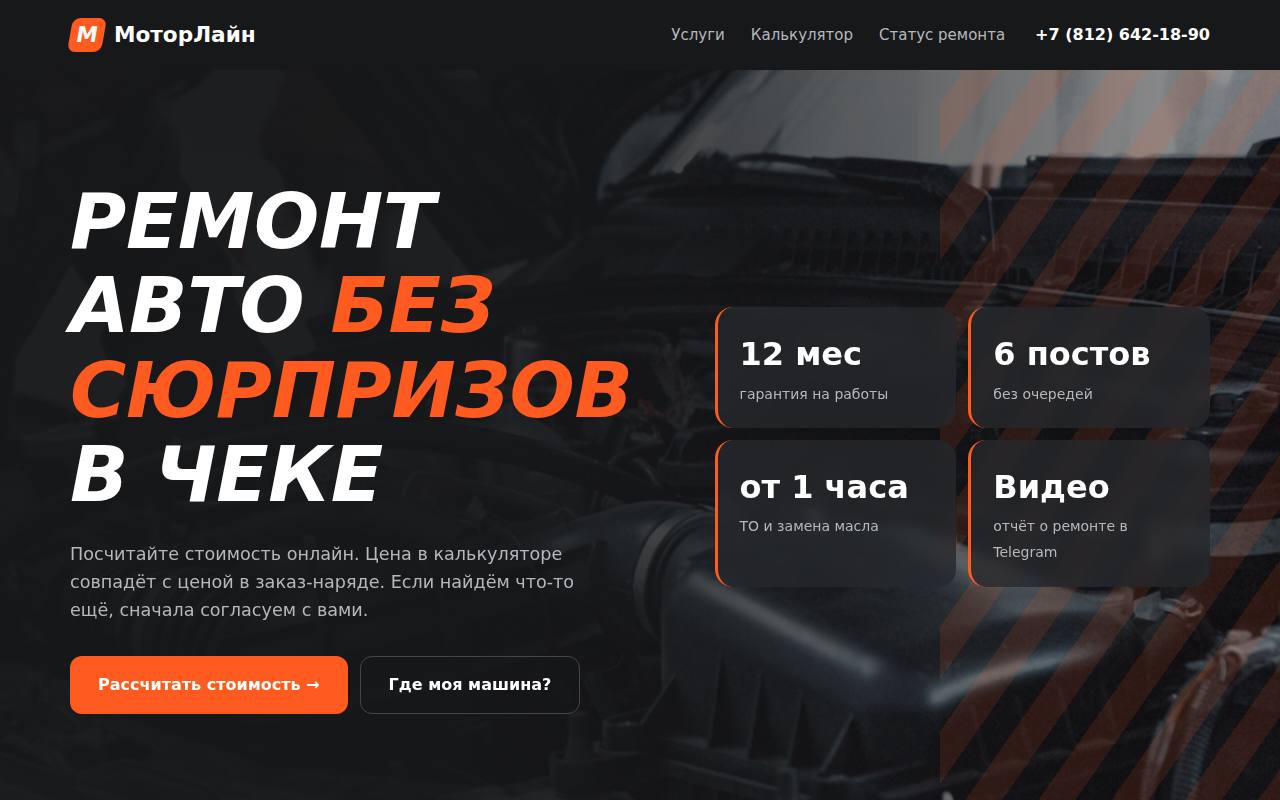 М МоторЛайн
Услуги Калькулятор Статус ремонта +7 (812) 642-18-90
РЕМОНТ
АВТО БЕЗ
СЮРПРИЗОВ
В ЧЕКЕ
Посчитайте стоимость онлайн. Цена в калькуляторе
совпадёт с ценой в заказ-наряде. Если найдём что-то
ещё, сначала согласуем с вами.
Рассчитать стоимость →
Где моя машина?
12 мес
гарантия на работы
6 постов
без очередей
от 1 часа
ТО и замена масла
Видео
отчёт о ремонте в
Telegram